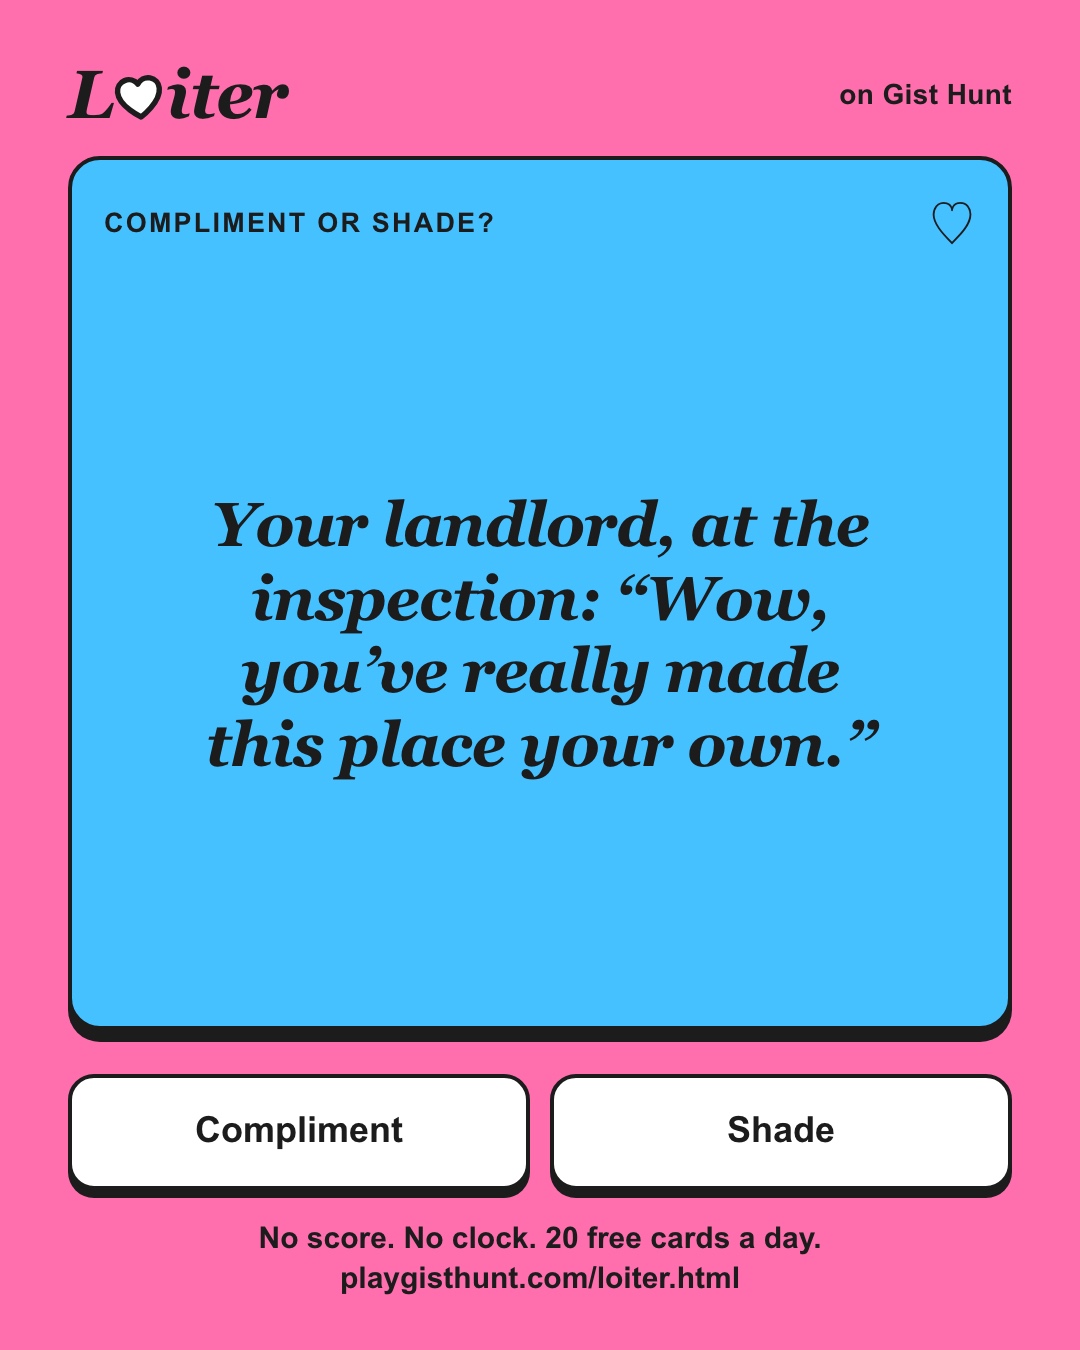 Loiter
on Gist Hunt
COMPLIMENT OR SHADE?
Your landlord, at the
inspection: “Wow,
you’ve really made
this place your own.”
Compliment
Shade
No score. No clock. 20 free cards a day.
playgisthunt.com/loiter.html